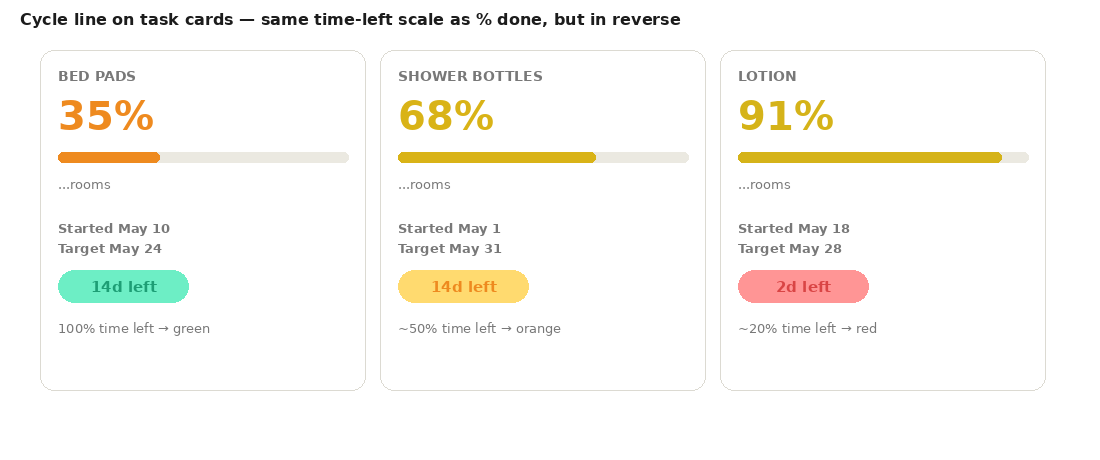 Cycle line on task cards — same time-left scale as % done, but in reverse
BED PADS
35%
...rooms
Started May 10
Target May 24
14d left
100% time left → green
SHOWER BOTTLES
68%
...rooms
Started May 1
Target May 31
14d left
~50% time left → orange
LOTION
91%
...rooms
Started May 18
Target May 28
2d left
~20% time left → red